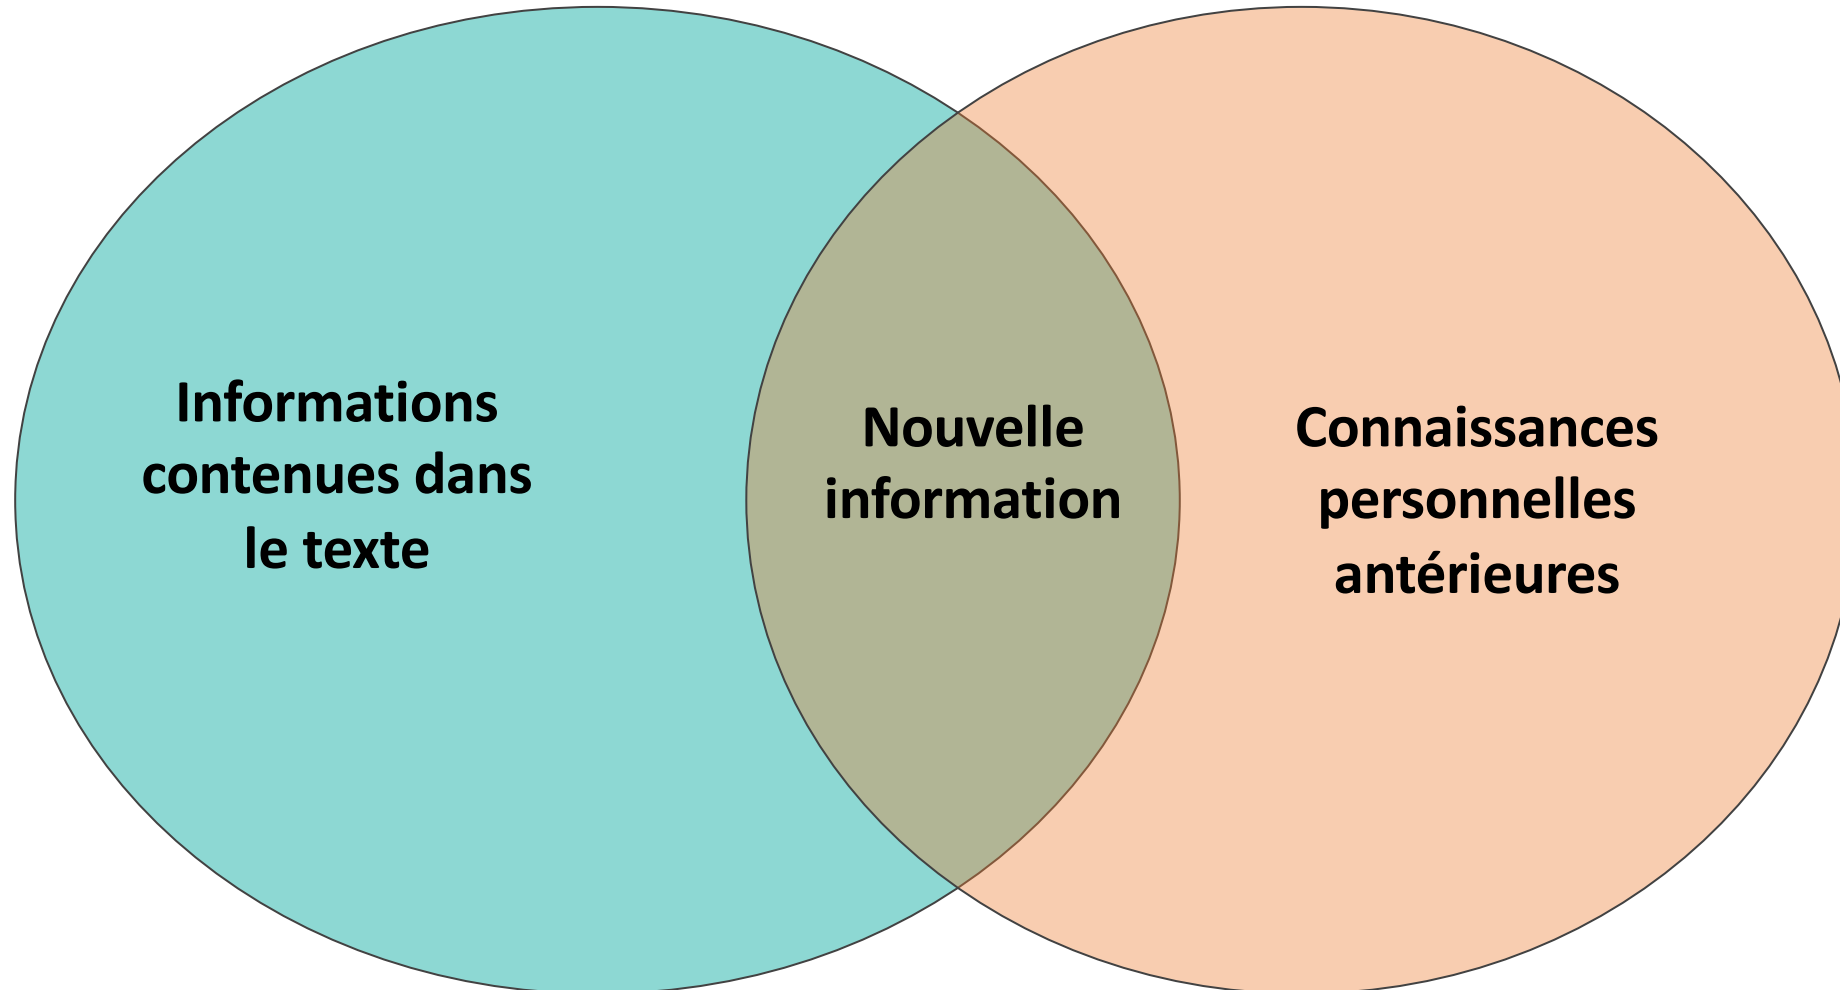 Informations
contenues dans
le texte
Nouvelle
information
Connaissances
personnelles
antérieures